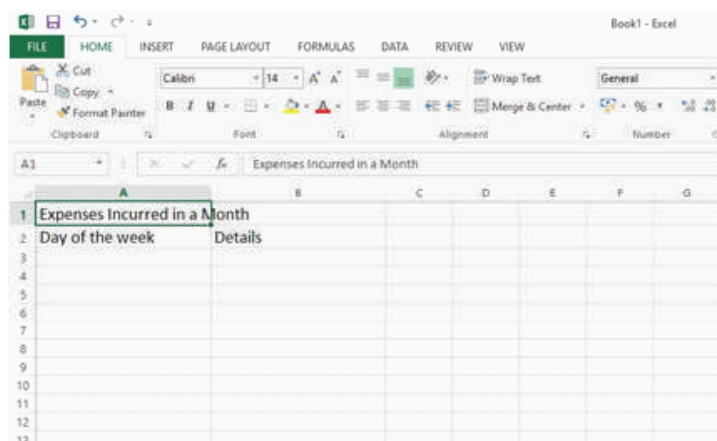 Book1 - Excel
FILE HOME INSERT PAGE LAYOUT FORMULAS DATA REVIEW VIEW
Cut
Copy
Format Painter
Paste
Calibri 14
Wrap Text
Merge & Center
General
Clipboard Font Alignment Number
A1 fx Expenses Incurred in a Month
A B C D E F G
1 Expenses Incurred in a Month
2 Day of the week Details
3
4
5
6
7
8
9
10
11
12
13